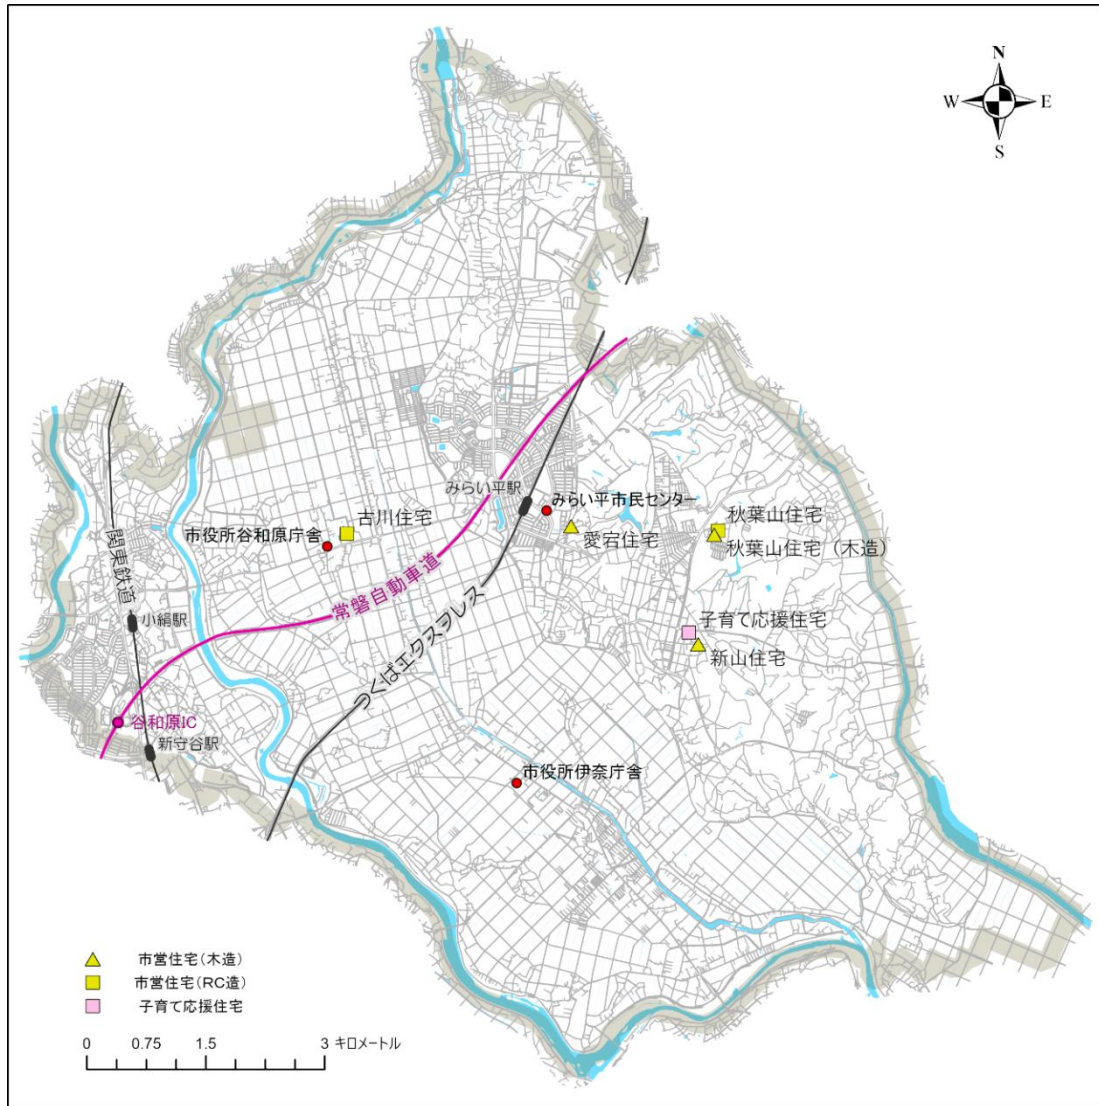 N
W
E
S
みらい平駅
みらい平市民センター
古川住宅
市役所谷和原庁舎
愛宕住宅
秋葉山住宅
秋葉山住宅（木造）
関東鉄道
常磐自動車道
小絹駅
つくばエクスプレス
子育て応援住宅
新山住宅
谷和原IC
新守谷駅
市役所伊奈庁舎
市営住宅（木造）
市営住宅（RC造）
子育て応援住宅
0 0.75 1.5 3 キロメートル